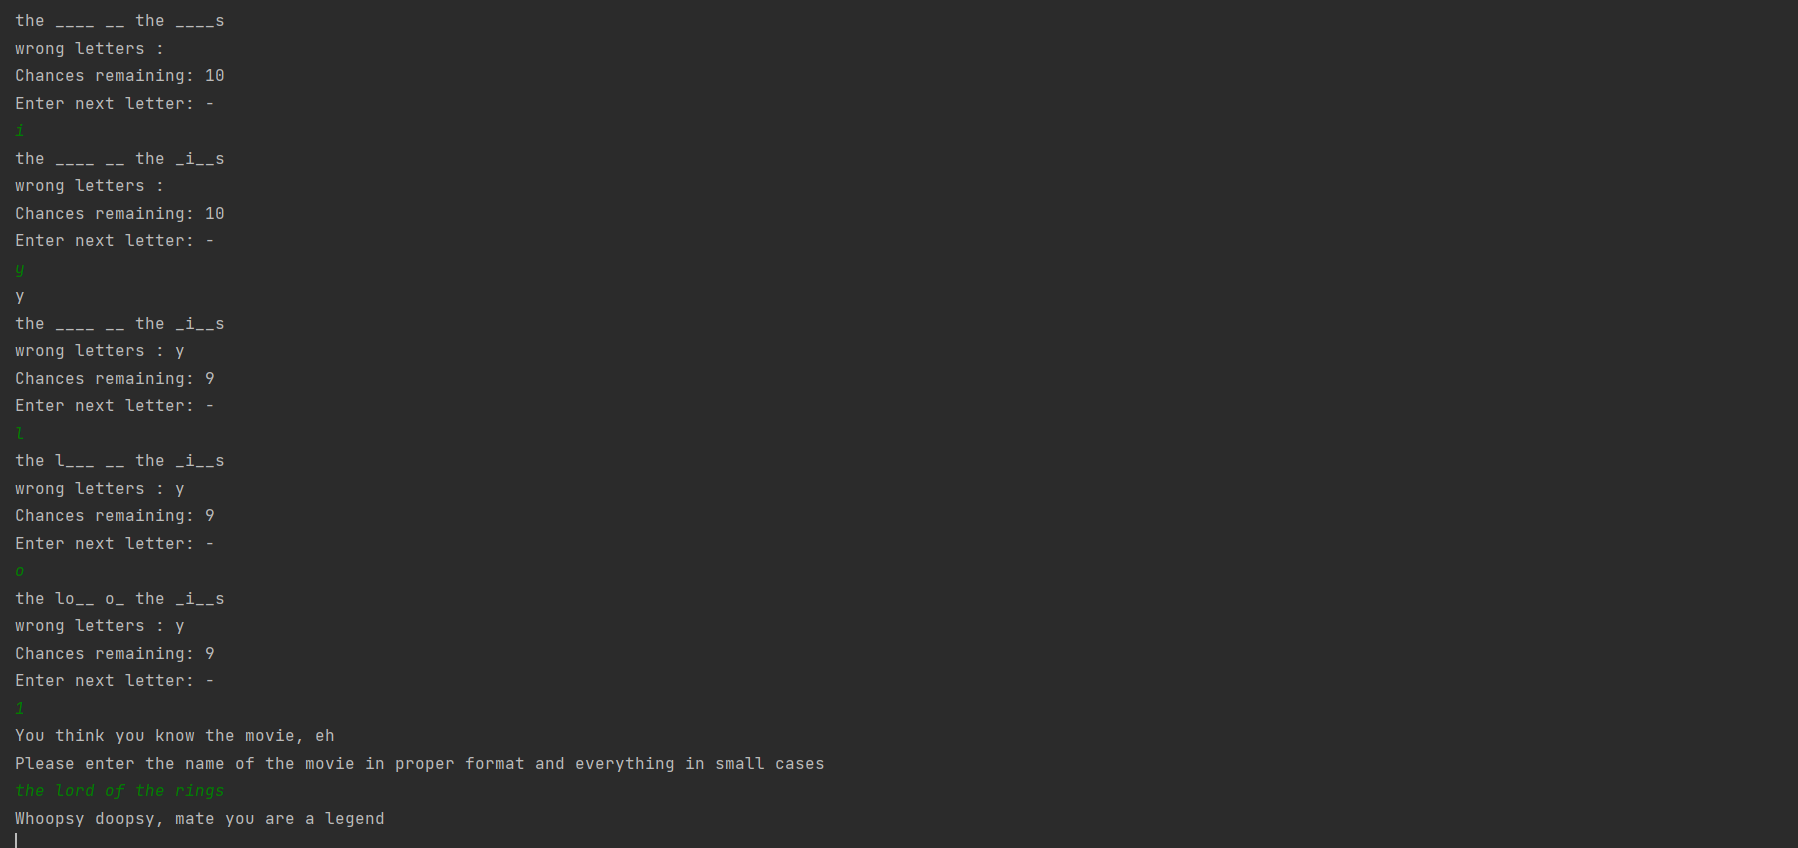 the ____ __ the ____s
wrong letters :
Chances remaining: 10
Enter next letter: -
i
the ____ __ the _i__s
wrong letters :
Chances remaining: 10
Enter next letter: -
y
y
the ____ __ the _i__s
wrong letters : y
Chances remaining: 9
Enter next letter: -
l
the l___ __ the _i__s
wrong letters : y
Chances remaining: 9
Enter next letter: -
o
the lo__ o_ the _i__s
wrong letters : y
Chances remaining: 9
Enter next letter: -
1
You think you know the movie, eh
Please enter the name of the movie in proper format and everything in small cases
the lord of the rings
Whoopsy doopsy, mate you are a legend